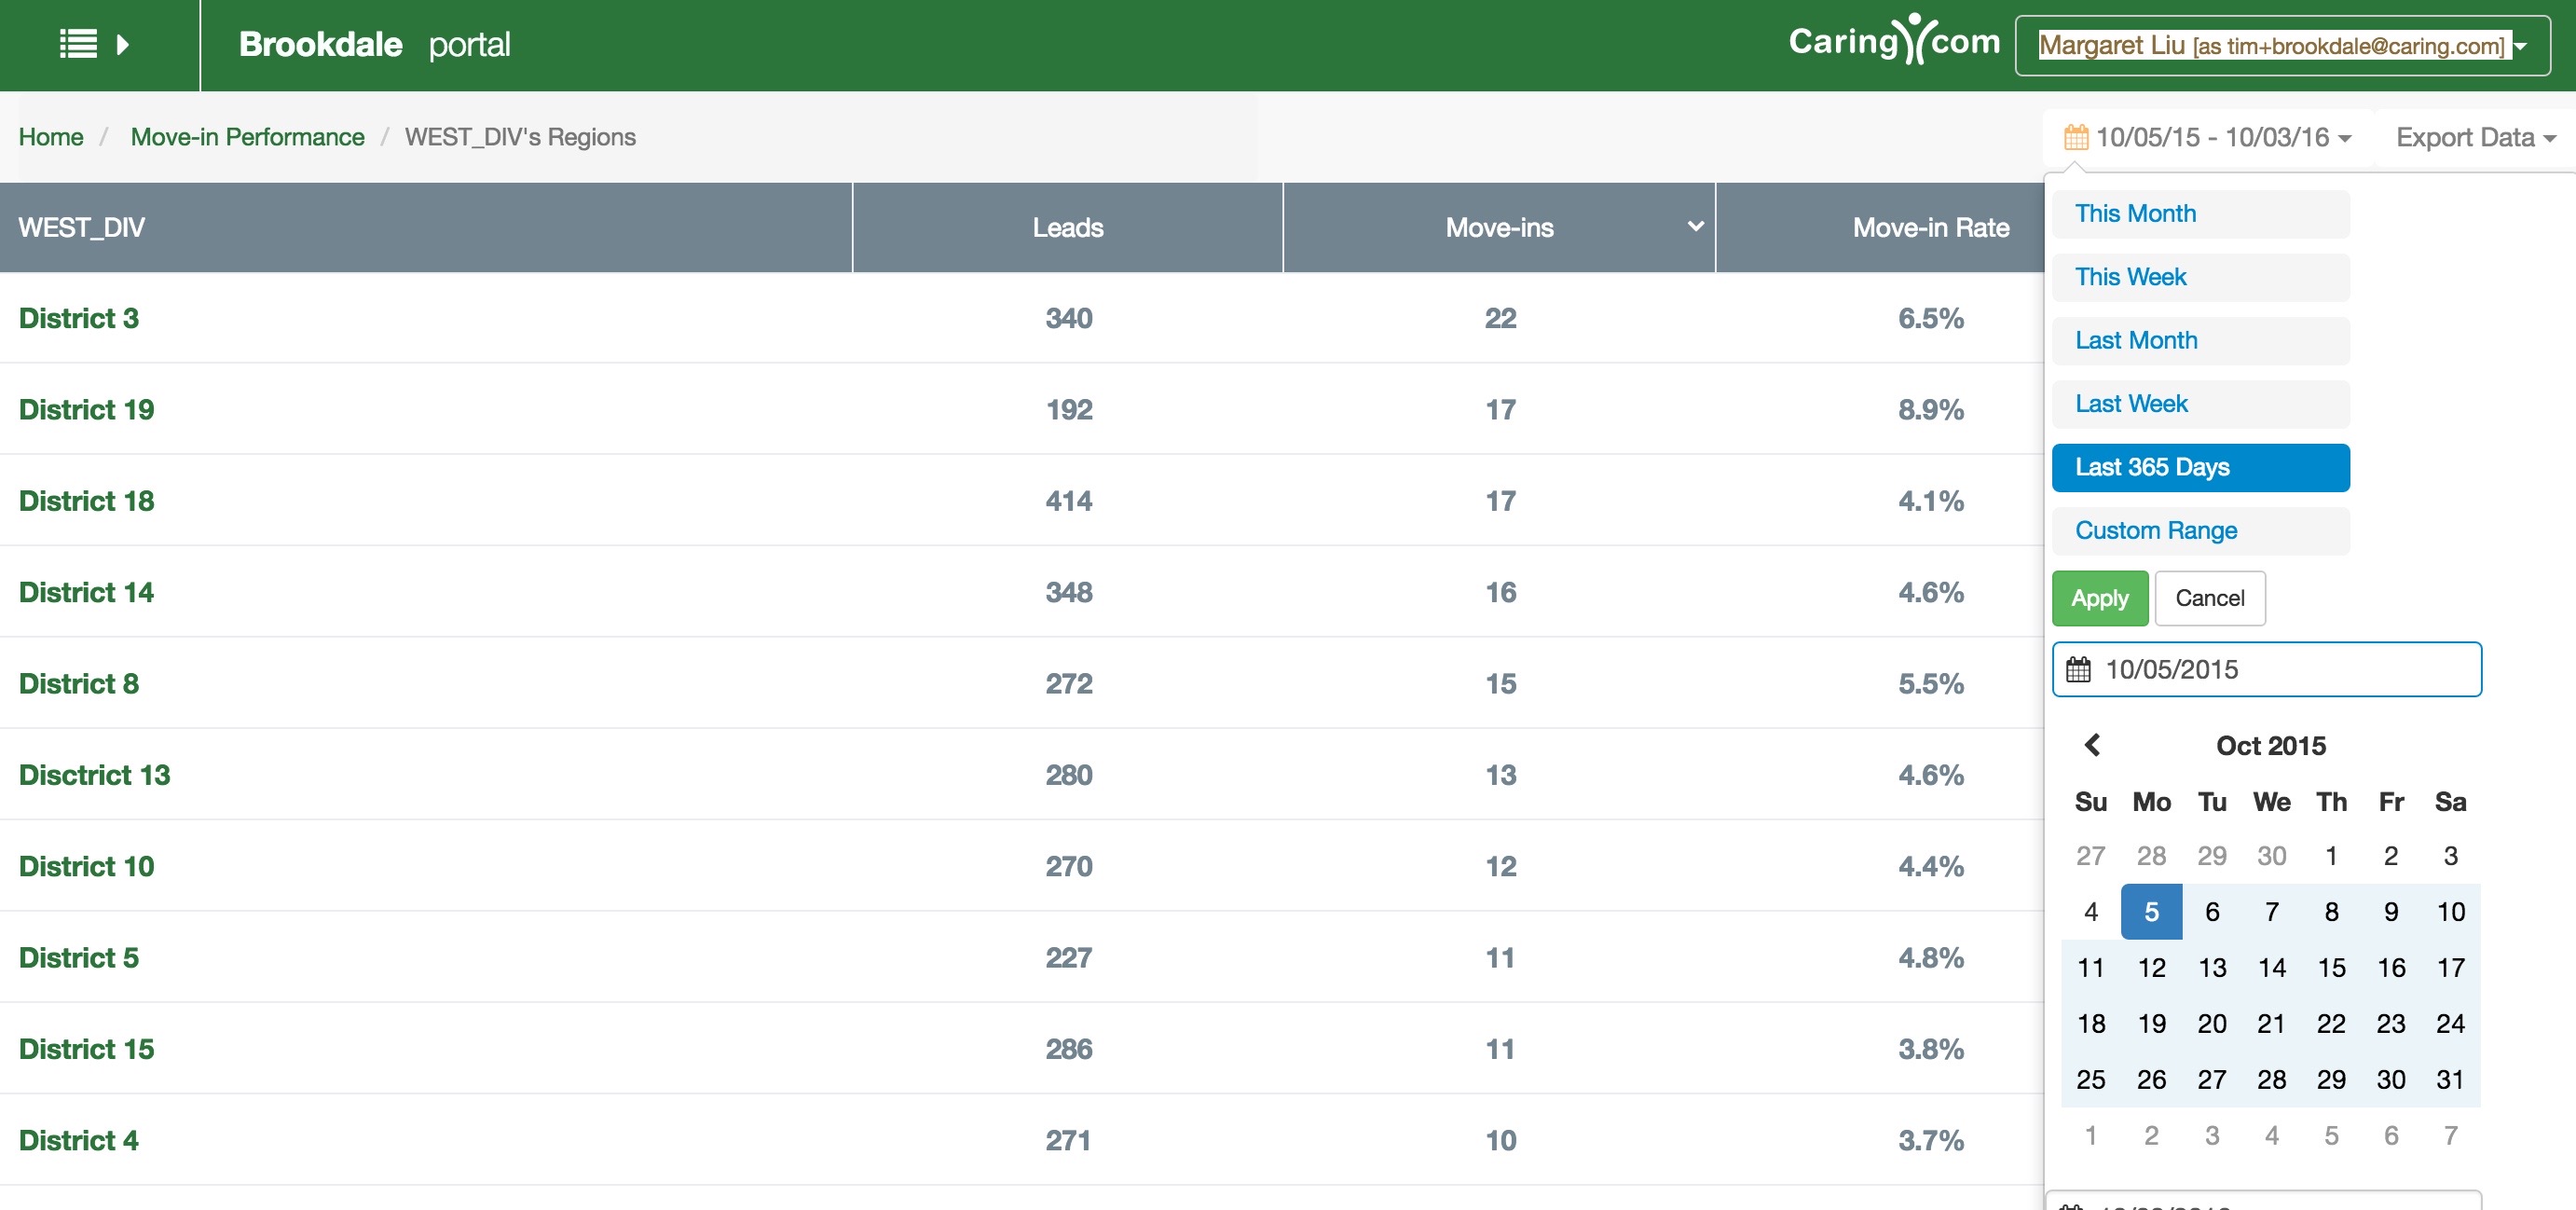 Brookdale portal
Caring.com
Margaret Liu [as tim+brookdale@caring.com]
Home / Move-in Performance / WEST_DIV's Regions
10/05/15 - 10/03/16
Export Data
WEST_DIV Leads Move-ins Move-in Rate
District 3 340 22 6.5%
District 19 192 17 8.9%
District 18 414 17 4.1%
District 14 348 16 4.6%
District 8 272 15 5.5%
Disctrict 13 280 13 4.6%
District 10 270 12 4.4%
District 5 227 11 4.8%
District 15 286 11 3.8%
District 4 271 10 3.7%
This Month
This Week
Last Month
Last Week
Last 365 Days
Custom Range
Apply Cancel
10/05/2015
Oct 2015
Su Mo Tu We Th Fr Sa
27 28 29 30 1 2 3
4 5 6 7 8 9 10
11 12 13 14 15 16 17
18 19 20 21 22 23 24
25 26 27 28 29 30 31
1 2 3 4 5 6 7